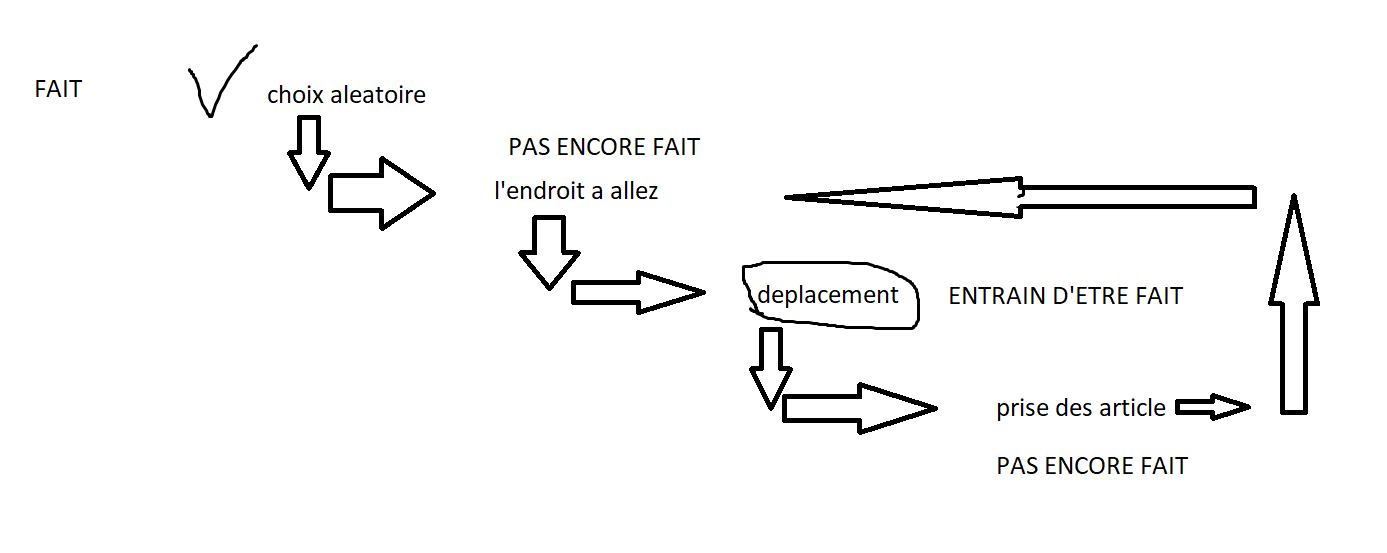 FAIT
choix aleatoire
PAS ENCORE FAIT
l'endroit a allez
deplacement
ENTRAIN D'ETRE FAIT
prise des article
PAS ENCORE FAIT